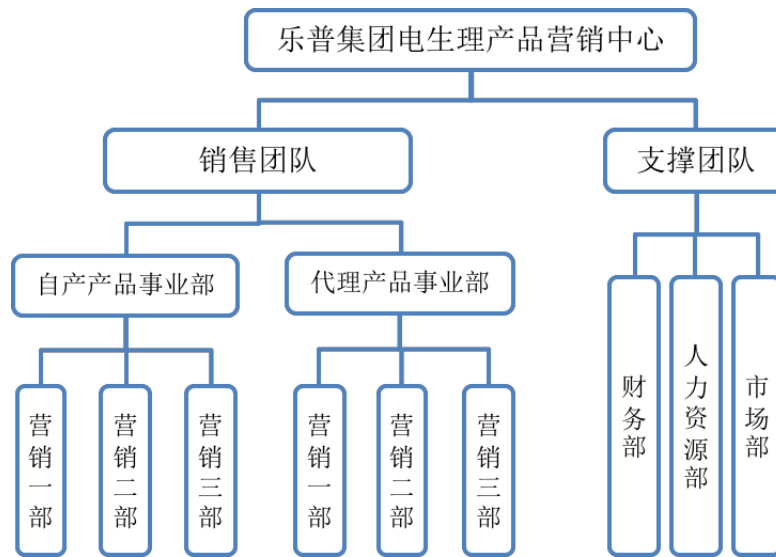 乐普集团电生理产品营销中心
销售团队
支撑团队
自产产品事业部
代理产品事业部
营销一部
营销二部
营销三部
营销一部
营销二部
营销三部
财务部
人力资源部
市场部